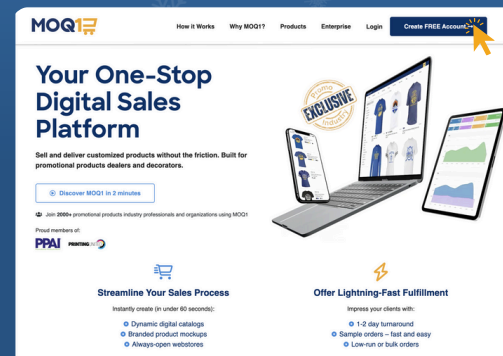 MOQ1
How it Works
Why MOQ1?
Products
Enterprise
Login
Create FREE Account
Your One-Stop
Digital Sales
Platform
Sell and deliver customized products without the friction. Built for
promotional products dealers and decorators.
Discover MOQ1 in 2 minutes
Join 2000+ promotional products industry professionals and organizations using MOQ1
Proud members of:
PPAI
PRINTING
Promo
EXCLUSIVE
Industry
Streamline Your Sales Process
Instantly create (in under 60 seconds):
Dynamic digital catalogs
Branded product mockups
Always-open webstores
Offer Lightning-Fast Fulfillment
Impress your clients with:
1-2 day turnaround
Sample orders – fast and easy
Low-run or bulk orders